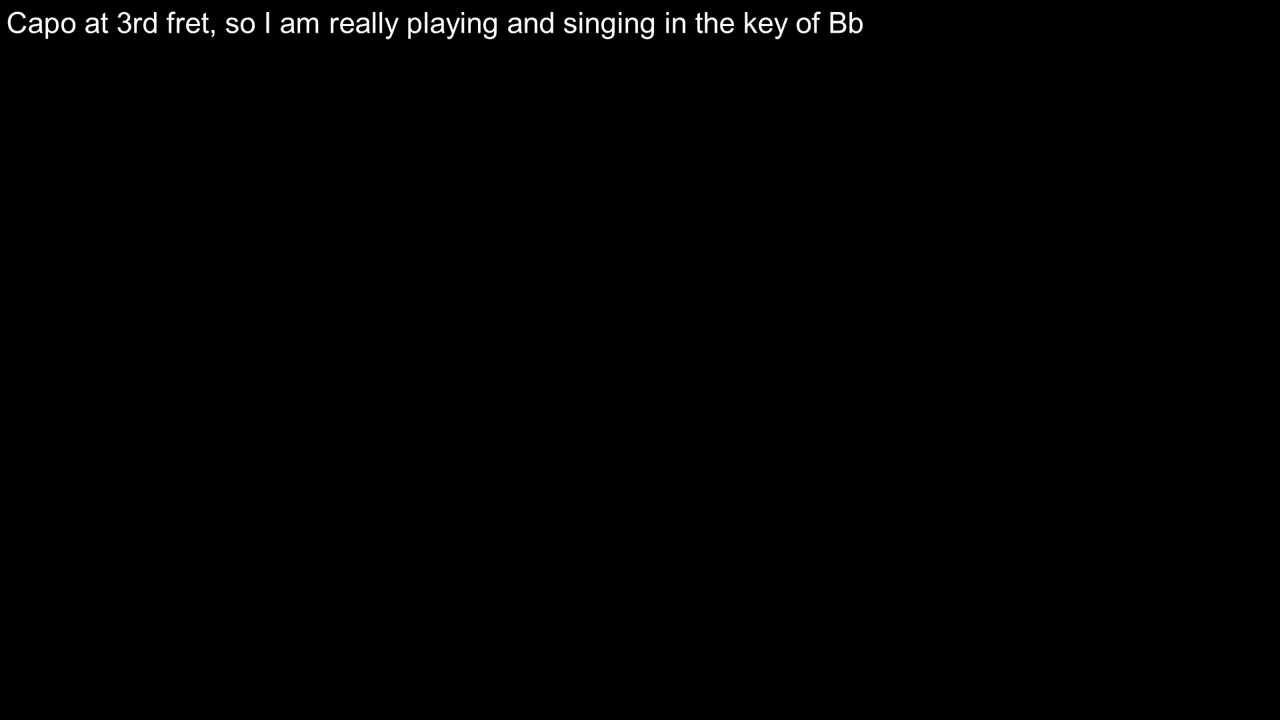 Capo at 3rd fret, so I am really playing and singing in the key of Bb